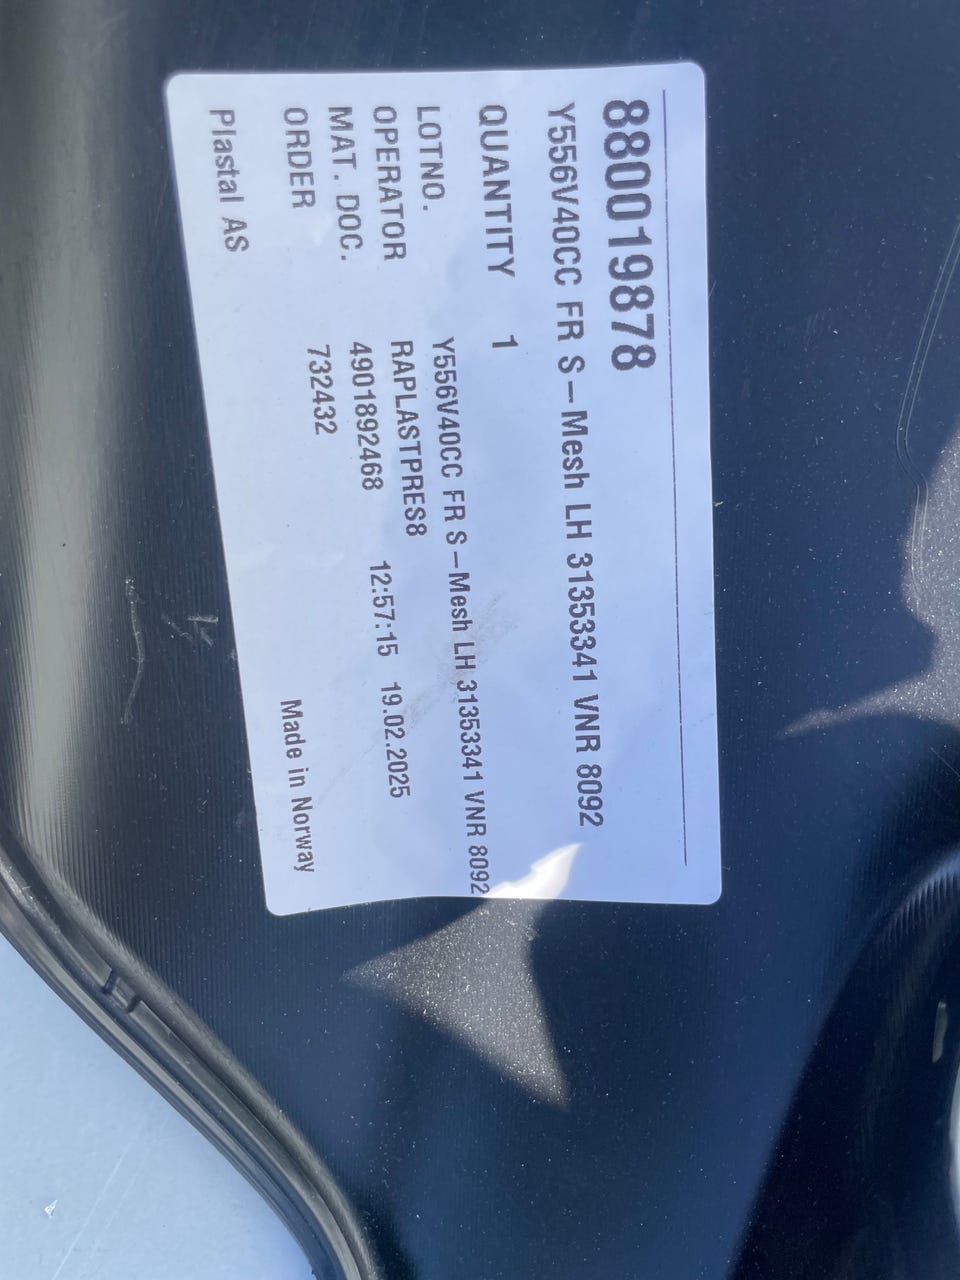 880019878
Y556V40CC FR S-Mesh LH 31353341 VNR 8092
QUANTITY 1
LOTNO. Y556V40CC FR S-Mesh LH 31353341 VNR 8092
OPERATOR RAPLASTPRES8
MAT. DOC. 4901892468 12:57:15 19.02.2025
ORDER 732432
Made in Norway
Plastal AS